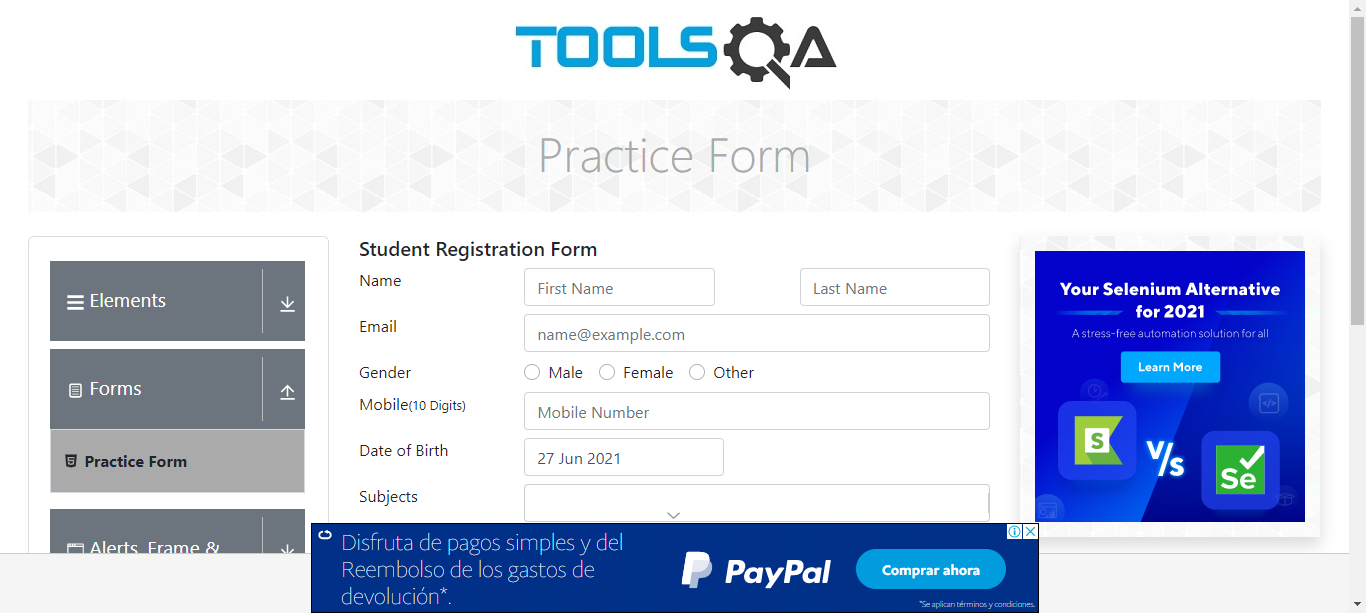 TOOLSQA
Practice Form
Elements
Forms
Practice Form
Alerts, Frame &
Student Registration Form
Name
First Name
Last Name
Email
name@example.com
Gender
Male
Female
Other
Mobile(10 Digits)
Mobile Number
Date of Birth
27 Jun 2021
Subjects
Your Selenium Alternative
for 2021
A stress-free automation solution for all
Learn More
S
V/s
Se
Disfruta de pagos simples y del
Reembolso de los gastos de
devolución*.
PayPal
Comprar ahora
*Se aplican términos y condiciones.